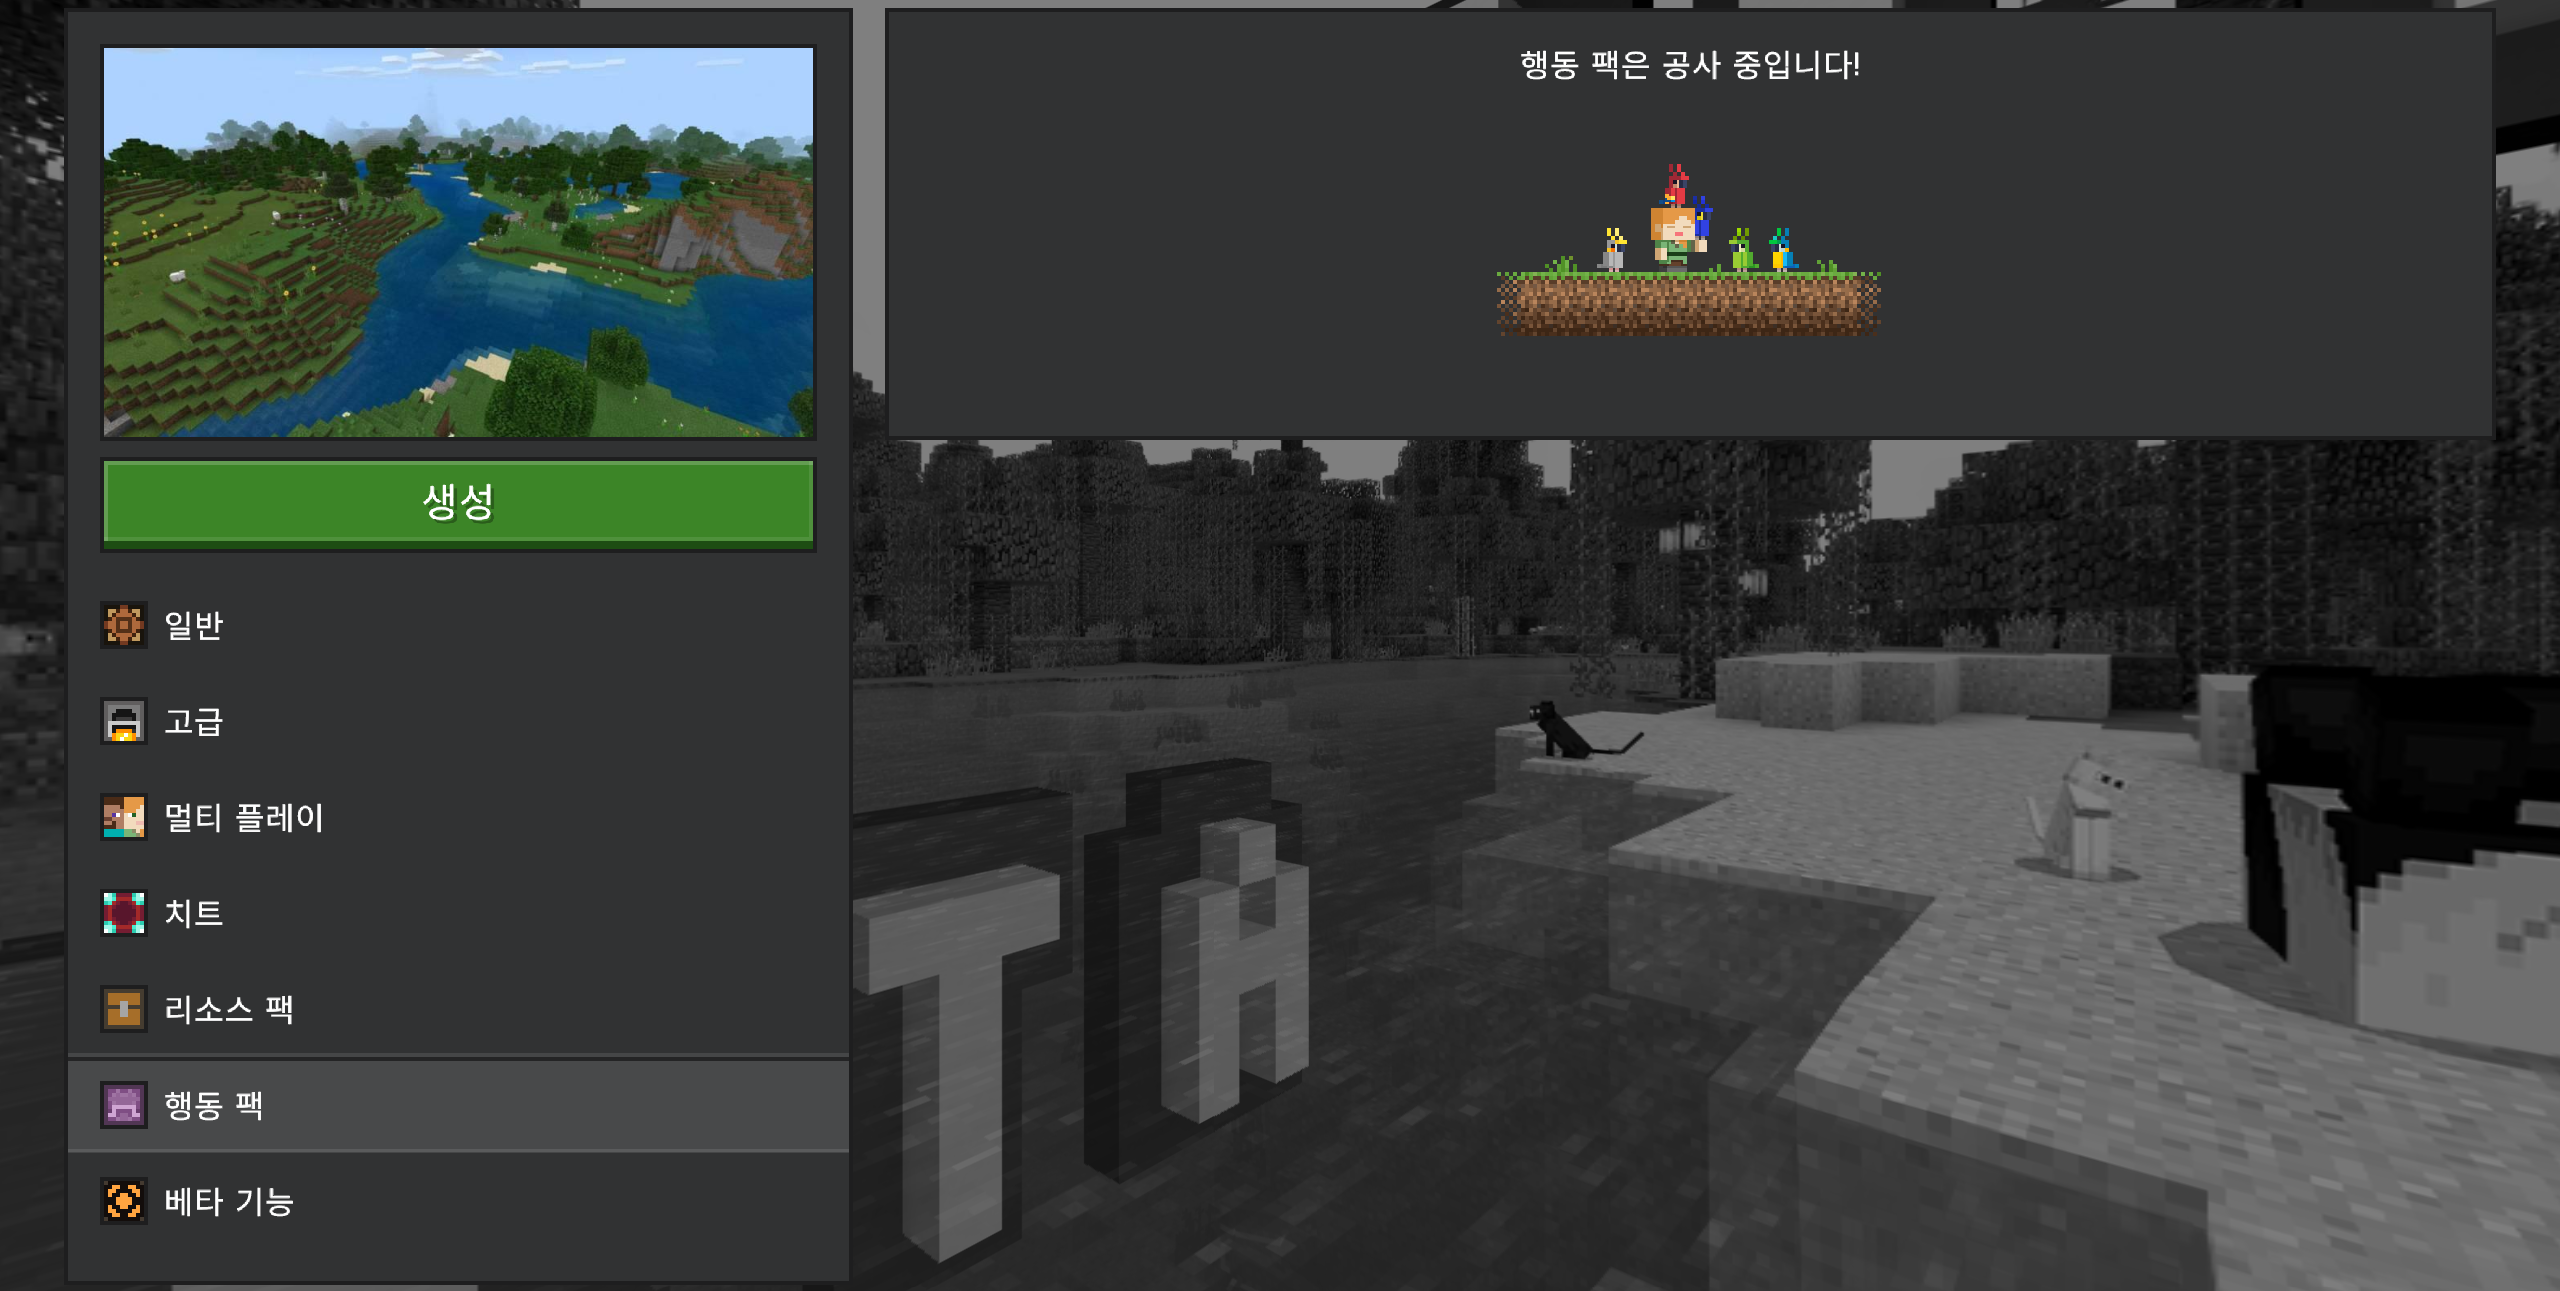 행동 팩은 공사 중입니다!
생성
일반
고급
멀티 플레이
치트
리소스 팩
행동 팩
베타 기능